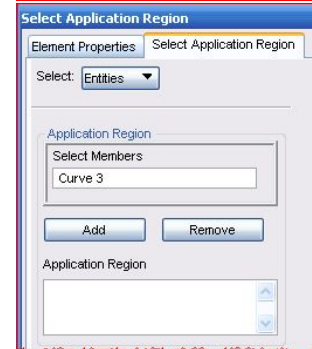 Select Application Region
Element Properties Select Application Region
Select: Entities
Application Region
Select Members
Curve 3
Add Remove
Application Region